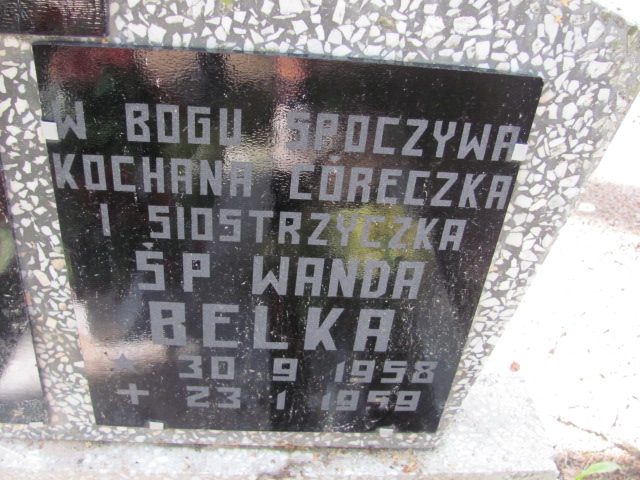 W BOGU SPOCZYWA
KOCHANA CÓRECZKA
I SIOSTRZYCZKA
ŚP WANDA
BELKA
* 30 9 1958
+ 23 1 1959